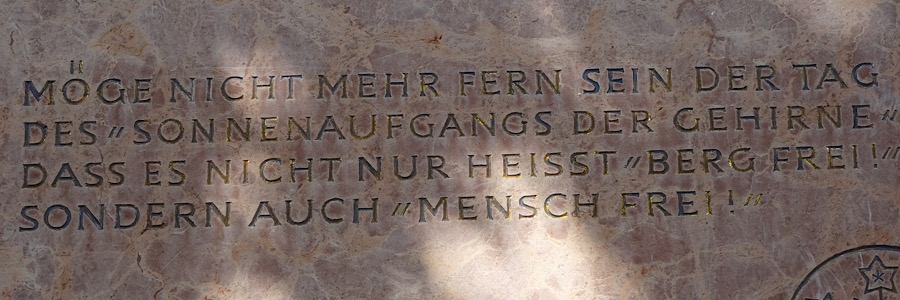 MÖGE NICHT MEHR FERN SEIN DER TAG
DES "SONNENAUFGANGS DER GEHIRNE"
DASS ES NICHT NUR HEISST "BERG FREI!"
SONDERN AUCH "MENSCH FREI!"